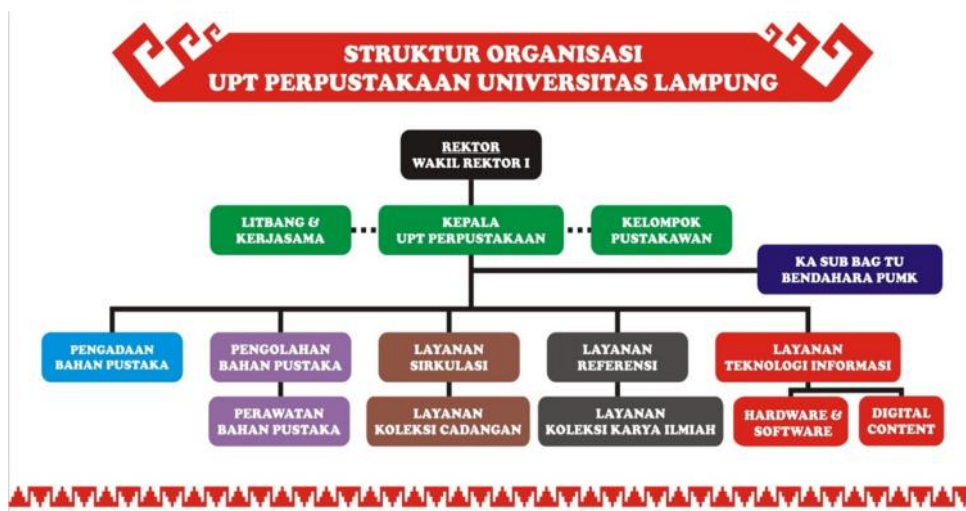 STRUKTUR ORGANISASI
UPT PERPUSTAKAAN UNIVERSITAS LAMPUNG
REKTOR
WAKIL REKTOR I
LITBANG &
KERJASAMA
KEPALA
UPT PERPUSTAKAAN
KELOMPOK
PUSTAKAWAN
KA SUB BAG TU
BENDAHARA PUMK
PENGADAAN
BAHAN PUSTAKA
PENGOLAHAN
BAHAN PUSTAKA
LAYANAN
SIRKULASI
LAYANAN
REFERENSI
LAYANAN
TEKNOLOGI INFORMASI
PERAWATAN
BAHAN PUSTAKA
LAYANAN
KOLEKSI CADANGAN
LAYANAN
KOLEKSI KARYA ILMIAH
HARDWARE &
SOFTWARE
DIGITAL
CONTENT